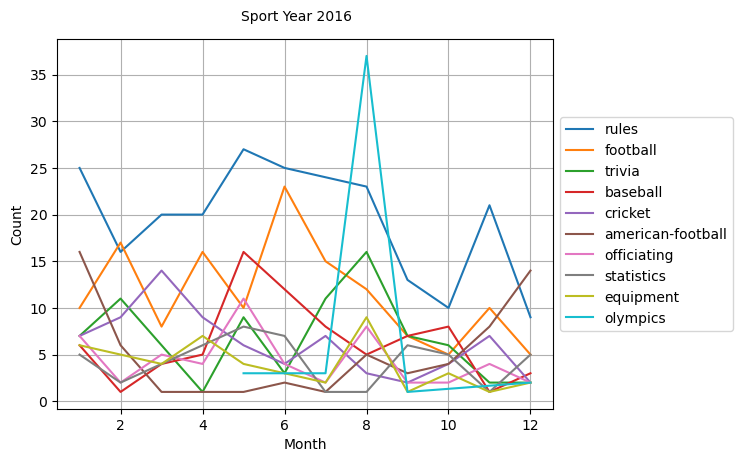 Sport Year 2016
Count
35
30
25
20
15
10
5
0
2 4 6 8 10 12
Month
rules
football
trivia
baseball
cricket
american-football
officiating
statistics
equipment
olympics